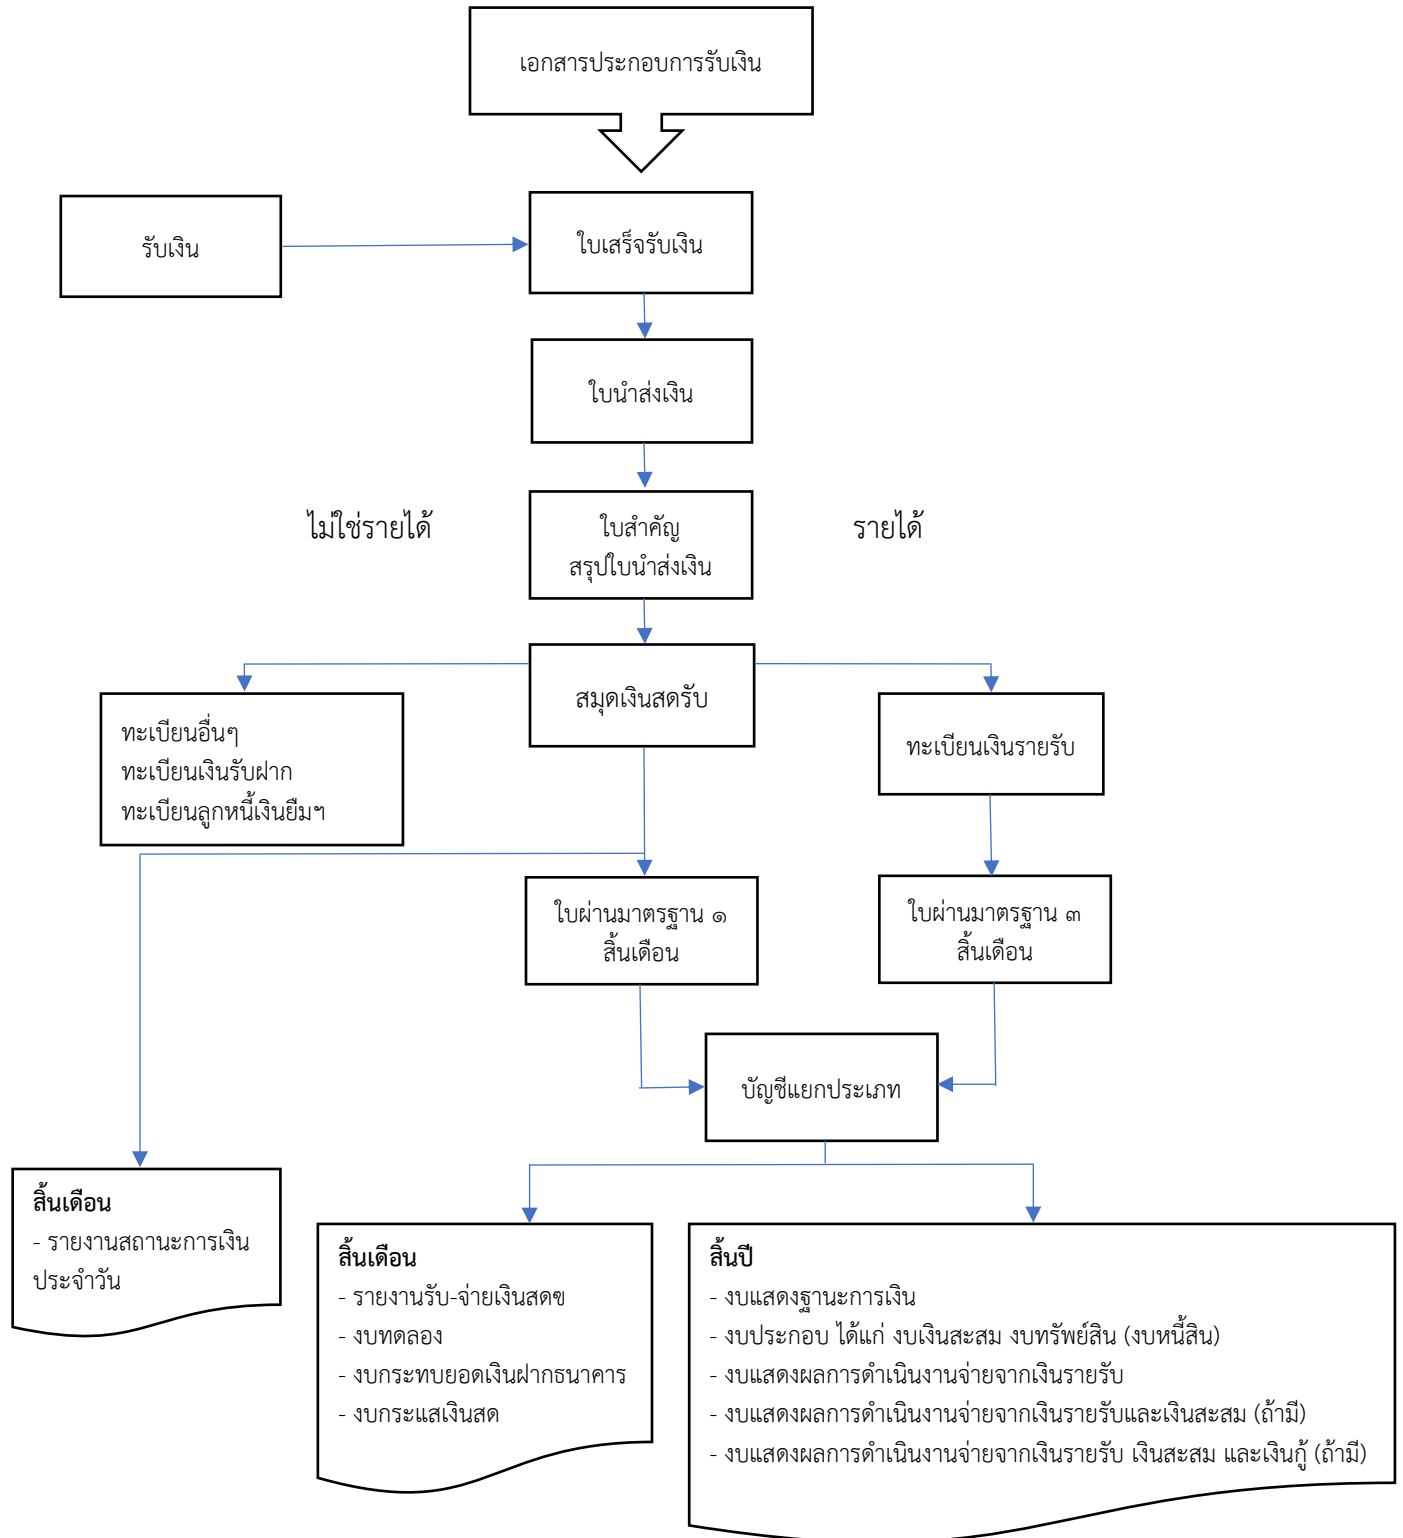 เอกสารประกอบการรับเงิน
รับเงิน
ใบเสร็จรับเงิน
ใบนำส่งเงิน
ไม่ใช่รายได้
ใบสำคัญ
สรุปใบนำส่งเงิน
รายได้
สมุดเงินสดรับ
ทะเบียนอื่นๆ
ทะเบียนเงินรับฝาก
ทะเบียนลูกหนี้เงินยืมฯ
ทะเบียนเงินรายรับ
ใบผ่านมาตรฐาน ๑
สิ้นเดือน
ใบผ่านมาตรฐาน ๓
สิ้นเดือน
บัญชีแยกประเภท
สิ้นเดือน
- รายงานสถานะการเงิน
ประจำวัน
สิ้นเดือน
- รายงานรับ-จ่ายเงินสดฃ
- งบทดลอง
- งบกระทบยอดเงินฝากธนาคาร
- งบกระแสเงินสด
สิ้นปี
- งบแสดงฐานะการเงิน
- งบประกอบ ได้แก่ งบเงินสะสม งบทรัพย์สิน (งบหนี้สิน)
- งบแสดงผลการดำเนินงานจ่ายจากเงินรายรับ
- งบแสดงผลการดำเนินงานจ่ายจากเงินรายรับและเงินสะสม (ถ้ามี)
- งบแสดงผลการดำเนินงานจ่ายจากเงินรายรับ เงินสะสม และเงินกู้ (ถ้ามี)